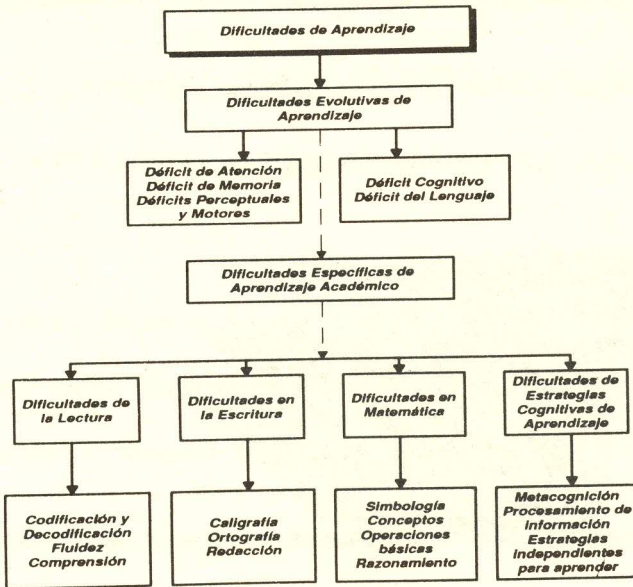 Dificultades de Aprendizaje
Dificultades Evolutivas de
Aprendizaje
Déficit de Atención
Déficit de Memoria
Déficits Perceptuales
y Motores
Déficit Cognitivo
Déficit del Lenguaje
Dificultades Específicas de
Aprendizaje Académico
Dificultades de
la Lectura
Dificultades en
la Escritura
Dificultades en
Matemática
Dificultades de
Estrategias
Cognitivas de
Aprendizaje
Codificación y
Decodificación
Fluidez
Comprensión
Caligrafía
Ortografía
Redacción
Simbología
Conceptos
Operaciones
básicas
Razonamiento
Metacognición
Procesamiento de
información
Estrategias
independientes
para aprender